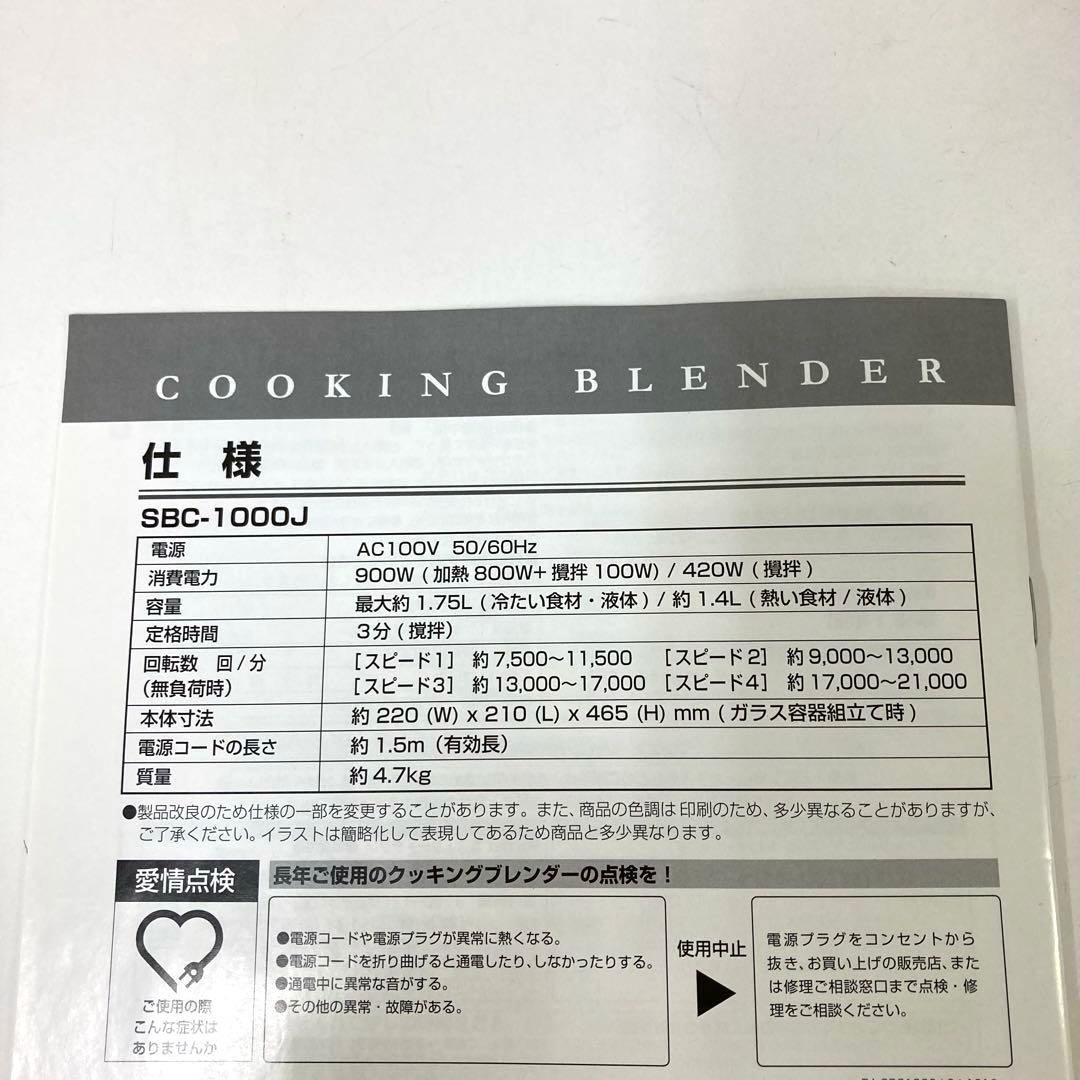 COOKING BLENDER
仕 様
SBC-1000J
電源 AC100V 50/60Hz
消費電力 900W ( 加熱 800W+ 攪拌 100W) / 420W ( 攪拌 )
容量 最大約 1.75L ( 冷たい食材・液体 ) / 約 1.4L ( 熱い食材 / 液体 )
定格時間 3分 ( 攪拌)
回転数 回 / 分 [ スピード1] 約 7,500〜11,500 [ スピード 2] 約 9,000〜13,000
(無負荷時) [ スピード3] 約 13,000〜17,000 [ スピード4] 約 17,000〜21,000
本体寸法 約 220 (W) x 210 (L) x 465 (H) mm ( ガラス容器組立て時 )
電源コードの長さ 約 1.5m (有効長)
質量 約 4.7kg
●製品改良のため仕様の一部を変更することがあります。また、商品の色調は印刷のため、多少異なることがありますが、
ご了承ください。イラストは簡略化して表現してあるため商品と多少異なります。
愛情点検
長年ご使用のクッキングブレンダーの点検を！
ご使用の際
こんな症状は
ありませんか
●電源コードや電源プラグが異常に熱くなる。
●電源コードを折り曲げると通電したり、しなかったりする。
●通電中に異常な音がする。
●その他の異常・故障がある。
使用中止
電源プラグをコンセントから
抜き、お買い上げの販売店、また
は修理ご相談窓口まで点検・修
理をご相談ください。